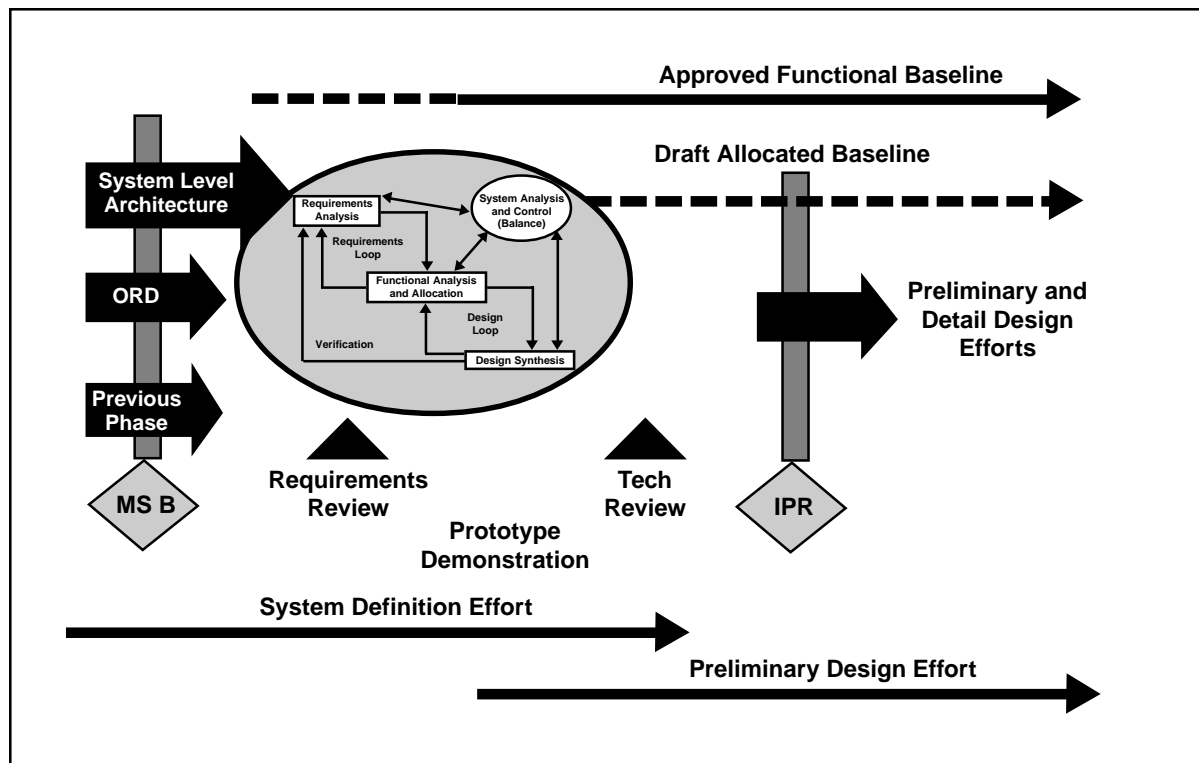 Approved Functional Baseline
Draft Allocated Baseline
System Level
Architecture
Requirements
Analysis
System Analysis
and Control
(Balance)
Requirements
Loop
ORD
Functional Analysis
and Allocation
Preliminary and
Detail Design
Efforts
Design
Loop
Verification
Design Synthesis
Previous
Phase
MS B
Requirements
Review
Tech
Review
IPR
Prototype
Demonstration
System Definition Effort
Preliminary Design Effort